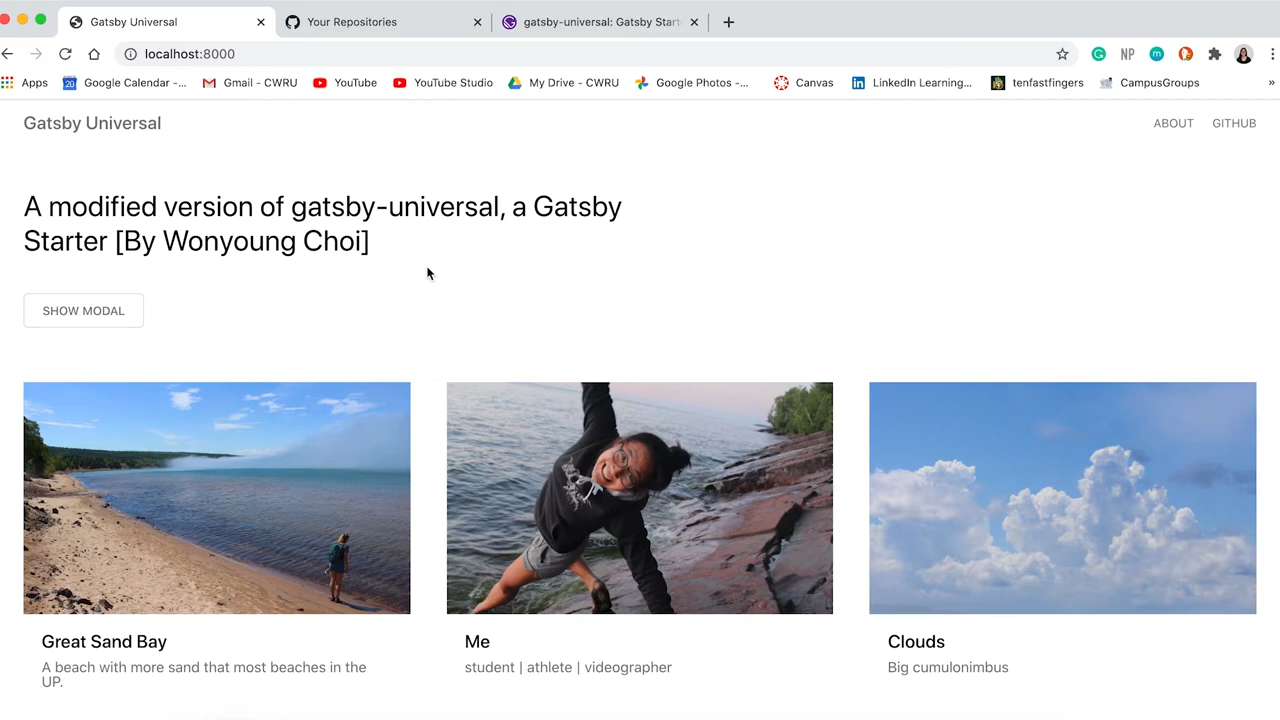 Gatsby Universal
Your Repositories
gatsby-universal: Gatsby Start
localhost:8000
NP
m
Apps
20
Google Calendar -...
Gmail - CWRU
YouTube
YouTube Studio
My Drive - CWRU
Google Photos -...
Canvas
LinkedIn Learning...
tenfastfingers
CampusGroups
»
Gatsby Universal
ABOUT
GITHUB
A modified version of gatsby-universal, a Gatsby
Starter [By Wonyoung Choi]
SHOW MODAL
Great Sand Bay
A beach with more sand that most beaches in the
UP.
Me
student | athlete | videographer
Clouds
Big cumulonimbus